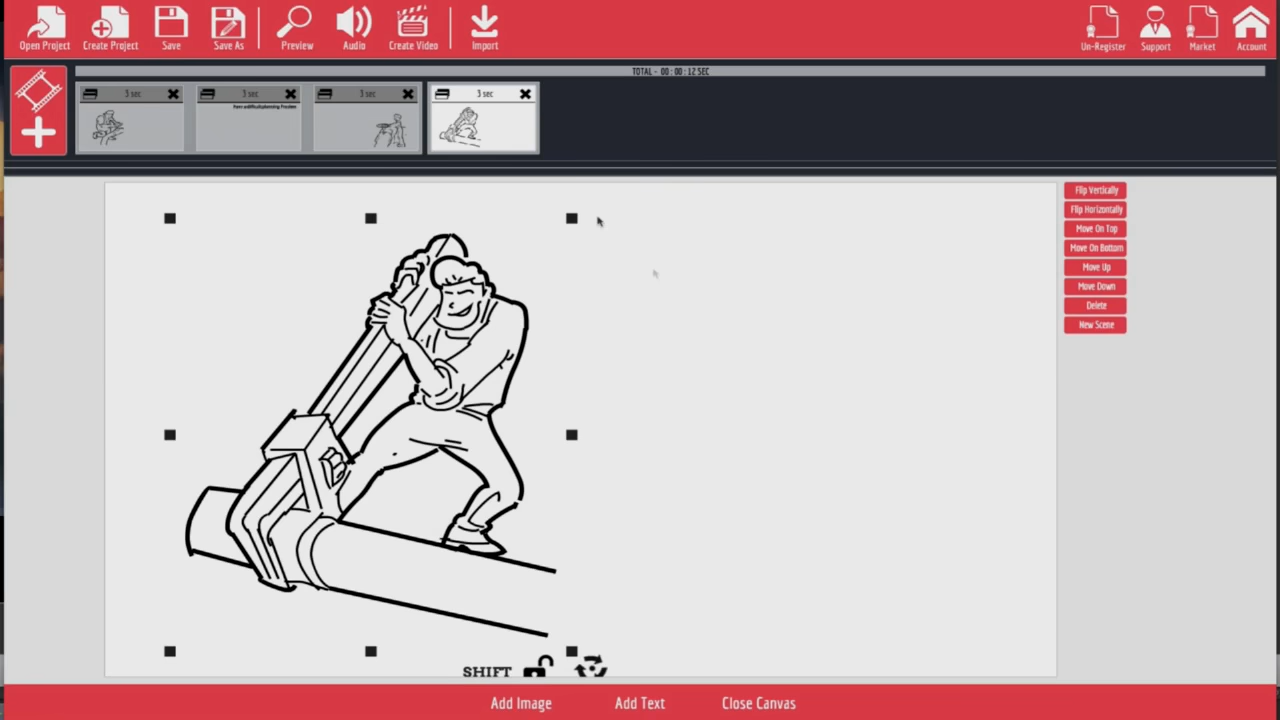 Open Project Create Project Save Save As Preview Audio Create Video Import Un-Register Support Market Account
TOTAL - 00 : 00 : 12 SEC
3 sec 3 sec 3 sec 3 sec
Flip Vertically
Flip Horizontally
Move On Top
Move On Bottom
Move Up
Move Down
Delete
New Scene
SHIFT
Add Image Add Text Close Canvas